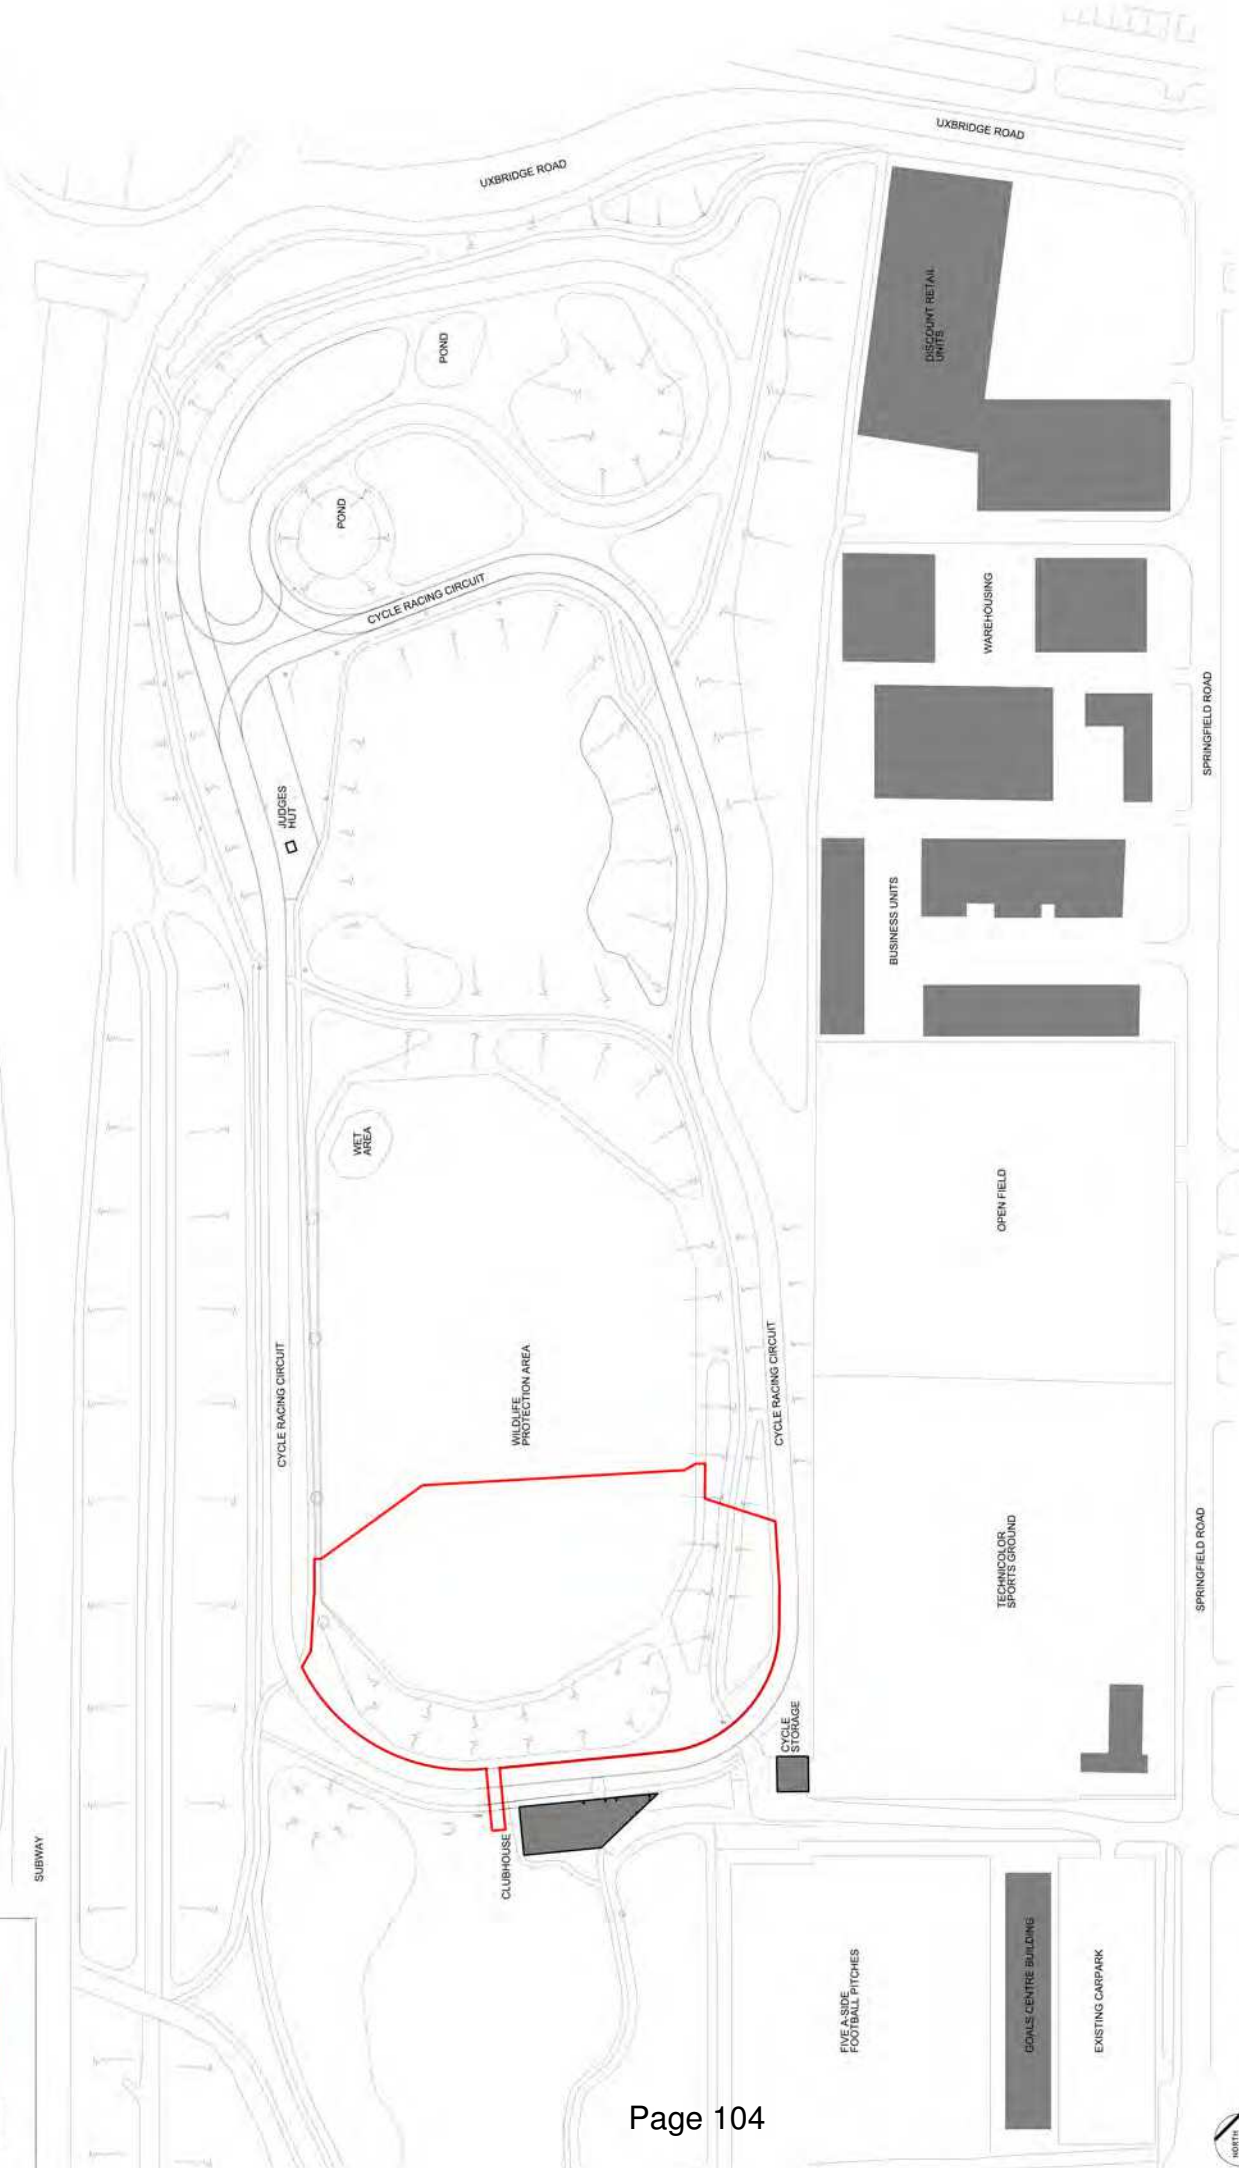 UXBRIDGE ROAD
UXBRIDGE ROAD
DISCOUNT RETAIL
UNITS
POND
POND
CYCLE RACING CIRCUIT
WAREHOUSING
SPRINGFIELD ROAD
JUDGES
HUT
BUSINESS UNITS
WET
AREA
OPEN FIELD
CYCLE RACING CIRCUIT
WILDLIFE
PROTECTION AREA
CYCLE RACING CIRCUIT
TECHNICOLOR
SPORTS GROUND
SPRINGFIELD ROAD
CYCLE
STORAGE
SUBWAY
CLUBHOUSE
FIVE A-SIDE
FOOTBALL PITCHES
GOALS CENTRE BUILDING
EXISTING CARPARK
Page 104
NORTH